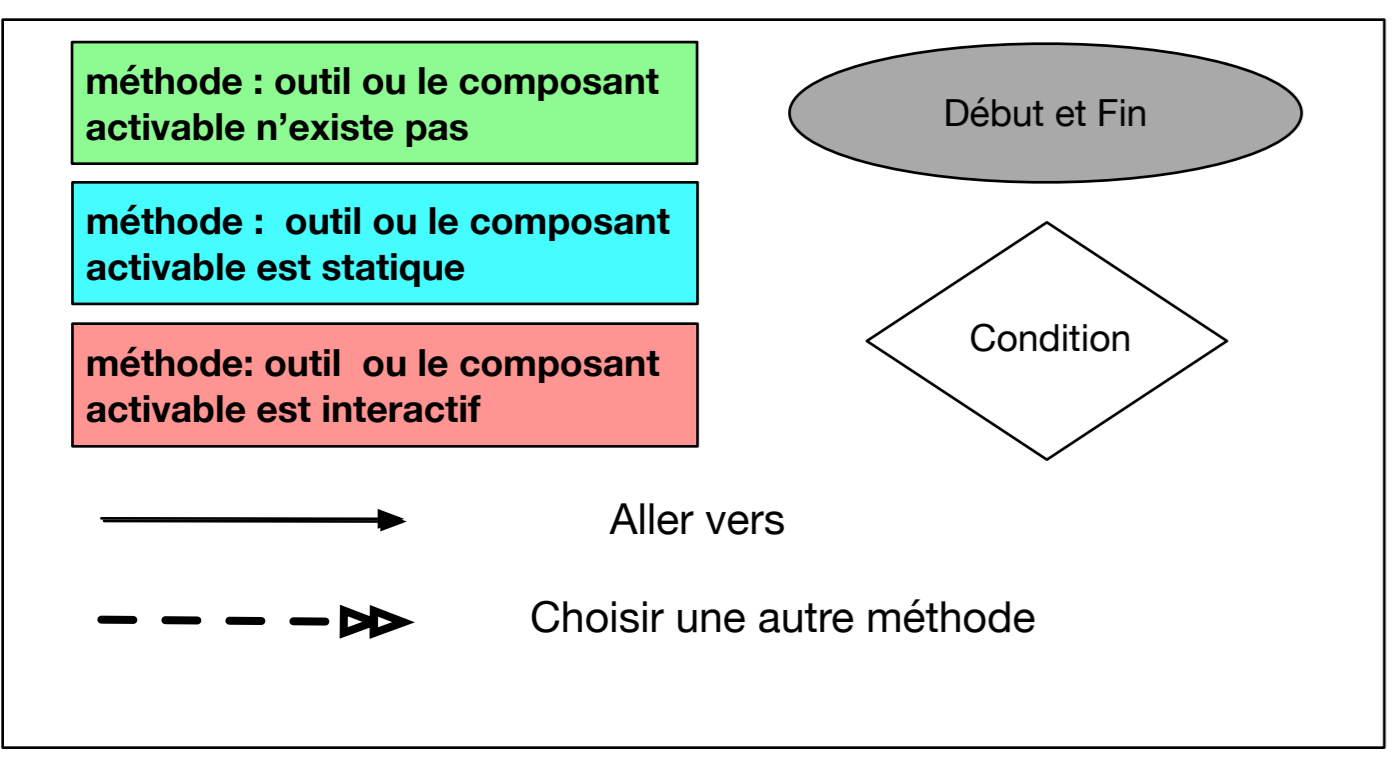 méthode : outil ou le composant
activable n’existe pas
méthode :  outil ou le composant
activable est statique
méthode: outil  ou le composant
activable est interactif
Début et Fin
Condition
Aller vers
Choisir une autre méthode